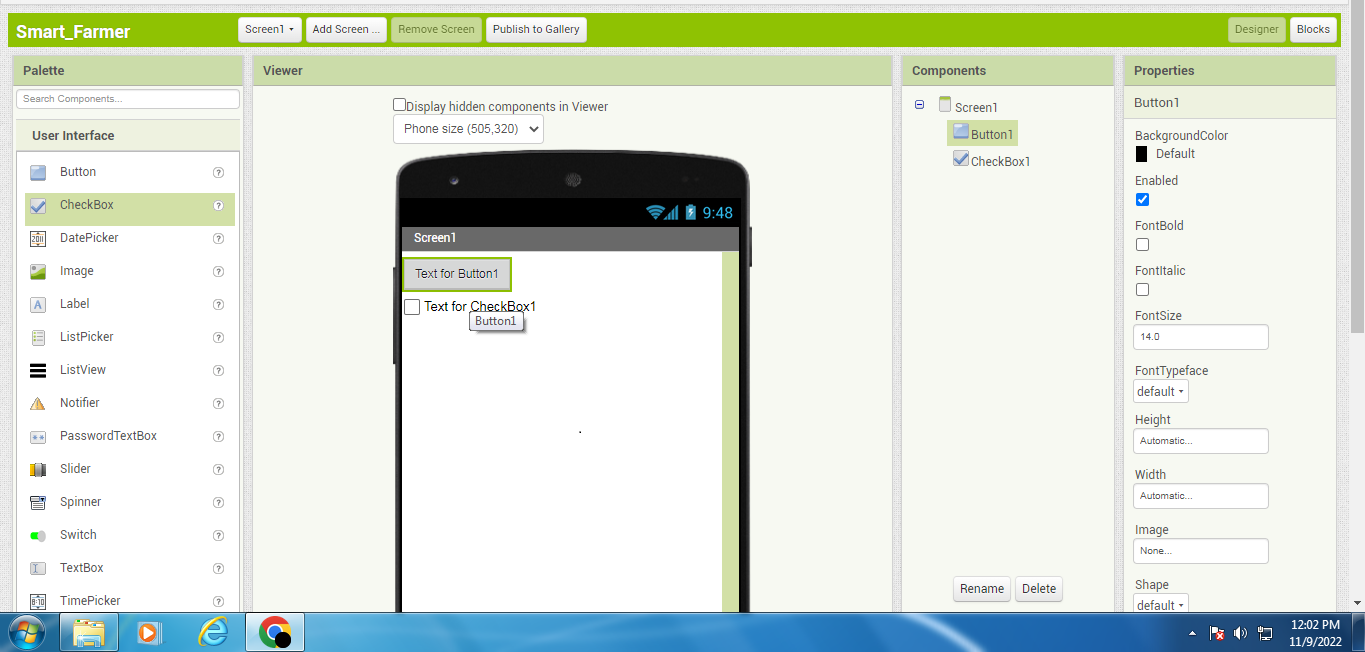 Smart_Farmer
Screen1
Add Screen ...
Remove Screen
Publish to Gallery
Designer
Blocks
Palette
Search Components...
User Interface
Button
?
CheckBox
?
DatePicker
?
Image
?
Label
?
ListPicker
?
ListView
?
Notifier
?
PasswordTextBox
?
Slider
?
Spinner
?
Switch
?
TextBox
?
TimePicker
?
Viewer
Display hidden components in Viewer
Phone size (505,320)
9:48
Screen1
Text for Button1
Text for CheckBox1
Button1
Components
Screen1
Button1
CheckBox1
Rename
Delete
Properties
Button1
BackgroundColor
Default
Enabled
FontBold
FontItalic
FontSize
14.0
FontTypeface
default
Height
Automatic...
Width
Automatic...
Image
None...
Shape
default
12:02 PM
11/9/2022